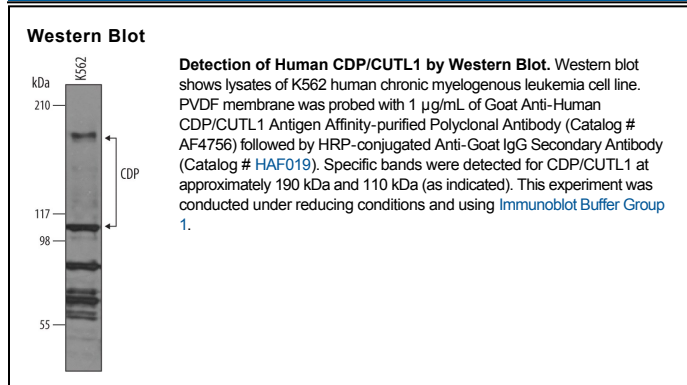 Western Blot
kDa
K562
210
117
98
55
CDP
Detection of Human CDP/CUTL1 by Western Blot. Western blot
shows lysates of K562 human chronic myelogenous leukemia cell line.
PVDF membrane was probed with 1 µg/mL of Goat Anti-Human
CDP/CUTL1 Antigen Affinity-purified Polyclonal Antibody (Catalog #
AF4756) followed by HRP-conjugated Anti-Goat IgG Secondary Antibody
(Catalog # HAF019). Specific bands were detected for CDP/CUTL1 at
approximately 190 kDa and 110 kDa (as indicated). This experiment was
conducted under reducing conditions and using Immunoblot Buffer Group
1.